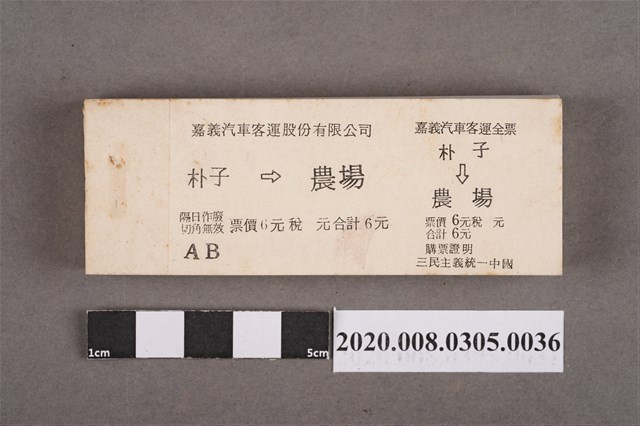 嘉義汽車客運股份有限公司
朴子 ⇨ 農場
隔日作廢
切角無效
票價6元稅 元合計6元
AB
嘉義汽車客運全票
朴子
⇩
農場
票價 6元稅 元
合計 6元
購票證明
三民主義統一中國
1cm
5cm
2020.008.0305.0036